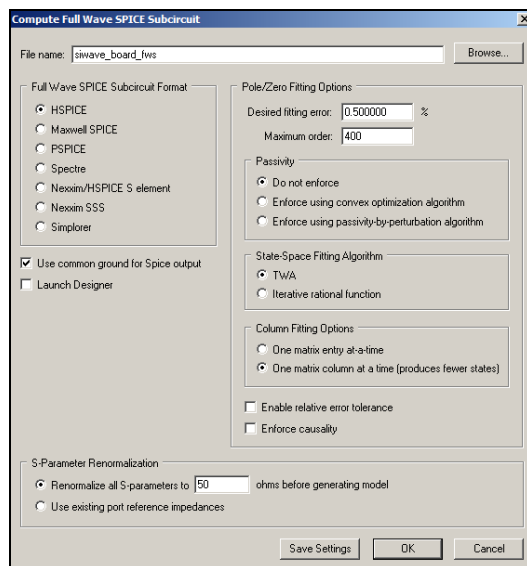 Compute Full Wave SPICE Subcircuit
File name: siwave_board_fws Browse...
Full Wave SPICE Subcircuit Format
HSPICE
Maxwell SPICE
PSPICE
Spectre
Nexxim/HSPICE S element
Nexxim SSS
Simplorer
Use common ground for Spice output
Launch Designer
Pole/Zero Fitting Options
Desired fitting error: 0.500000 %
Maximum order: 400
Passivity
Do not enforce
Enforce using convex optimization algorithm
Enforce using passivity-by-perturbation algorithm
State-Space Fitting Algorithm
TWA
Iterative rational function
Column Fitting Options
One matrix entry at-a-time
One matrix column at a time (produces fewer states)
Enable relative error tolerance
Enforce causality
S-Parameter Renormalization
Renormalize all S-parameters to 50 ohms before generating model
Use existing port reference impedances
Save Settings OK Cancel